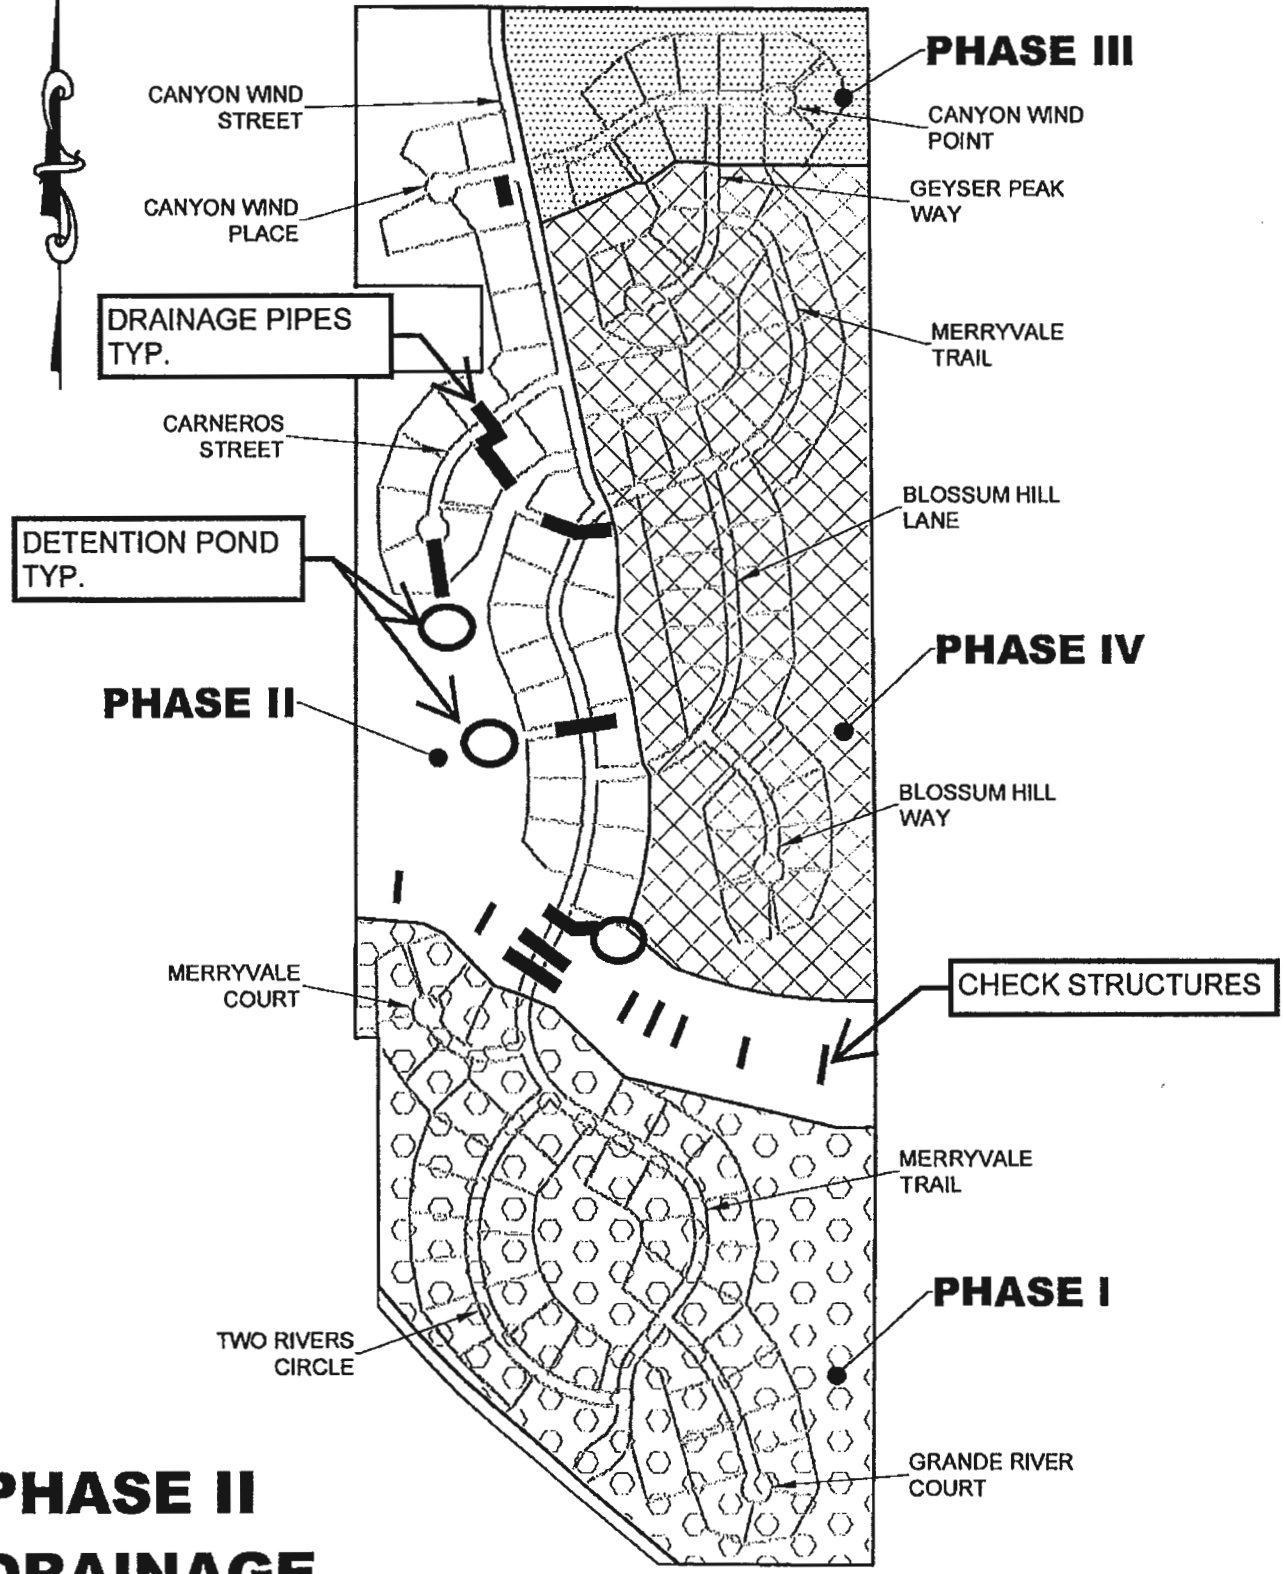 PHASE III
CANYON WIND
STREET
CANYON WIND
POINT
GEYSER PEAK
WAY
CANYON WIND
PLACE
DRAINAGE PIPES
TYP.
MERRYVALE
TRAIL
CARNEROS
STREET
BLOSSUM HILL
LANE
DETENTION POND
TYP.
PHASE IV
PHASE II
BLOSSUM HILL
WAY
MERRYVALE
COURT
CHECK STRUCTURES
MERRYVALE
TRAIL
PHASE I
TWO RIVERS
CIRCLE
GRANDE RIVER
COURT
PHASE II
DRAINAGE